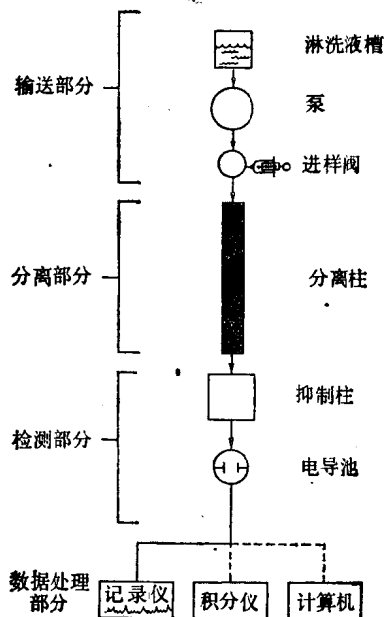 淋洗液槽
输送部分
泵
进样阀
分离部分
分离柱
抑制柱
检测部分
电导池
数据处理
部分
记录仪
积分仪
计算机